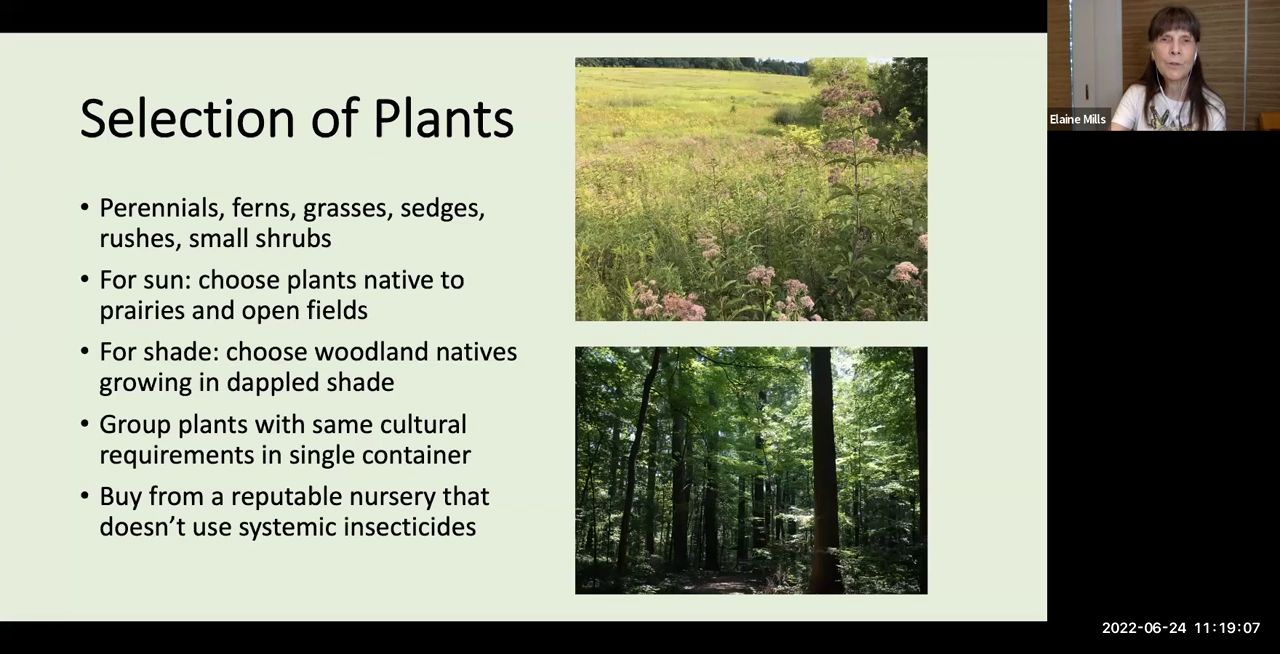 Selection of Plants
• Perennials, ferns, grasses, sedges,
rushes, small shrubs
• For sun: choose plants native to
prairies and open fields
• For shade: choose woodland natives
growing in dappled shade
• Group plants with same cultural
requirements in single container
• Buy from a reputable nursery that
doesn’t use systemic insecticides
Elaine Mills
2022-06-24 11:19:07